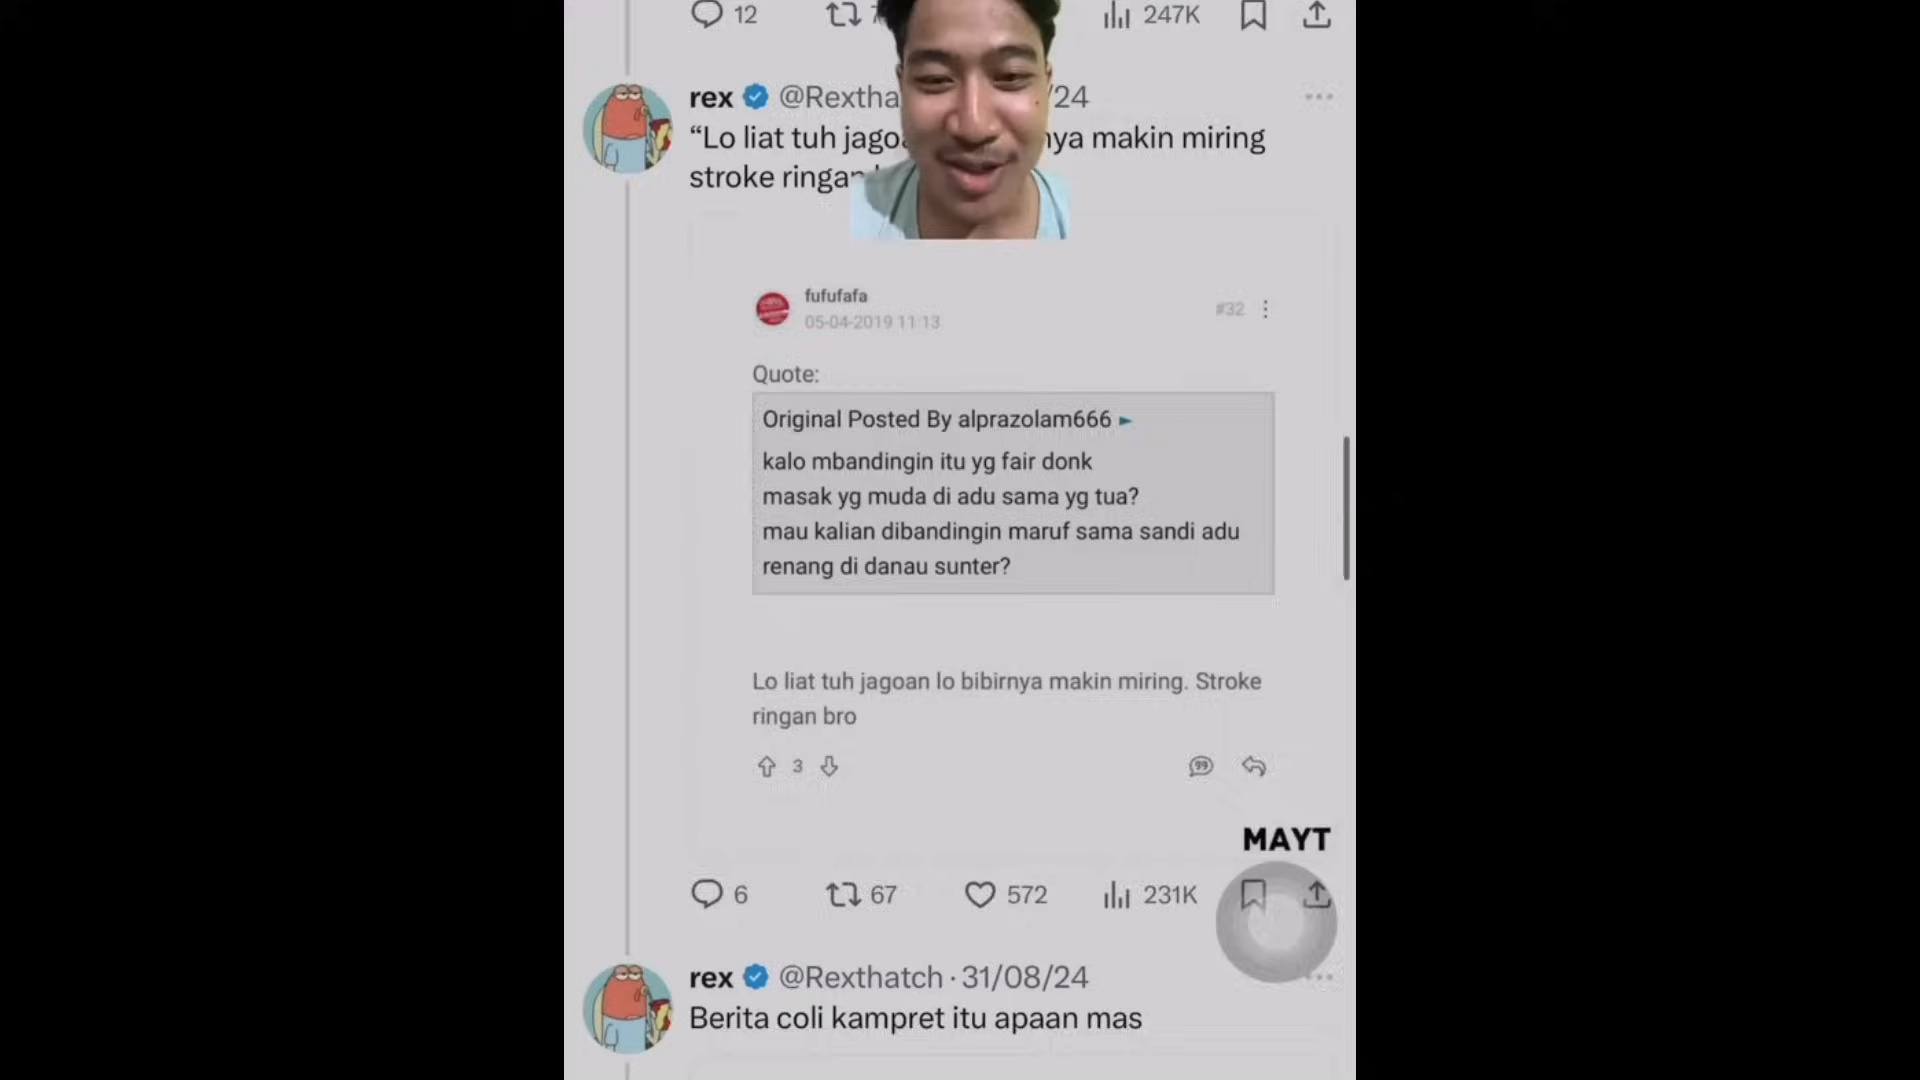 12
247K
rex @Rextha /24
“Lo liat tuh jago nya makin miring
stroke ringan
fufufafa
05-04-2019 11:13
#32
Quote:
Original Posted By alprazolam666
kalo mbandingin itu yg fair donk
masak yg muda di adu sama yg tua?
mau kalian dibandingin maruf sama sandi adu
renang di danau sunter?
Lo liat tuh jagoan lo bibirnya makin miring. Stroke
ringan bro
3
99
MAYT
6 67 572 231K
rex @Rexthatch · 31/08/24
Berita coli kampret itu apaan mas